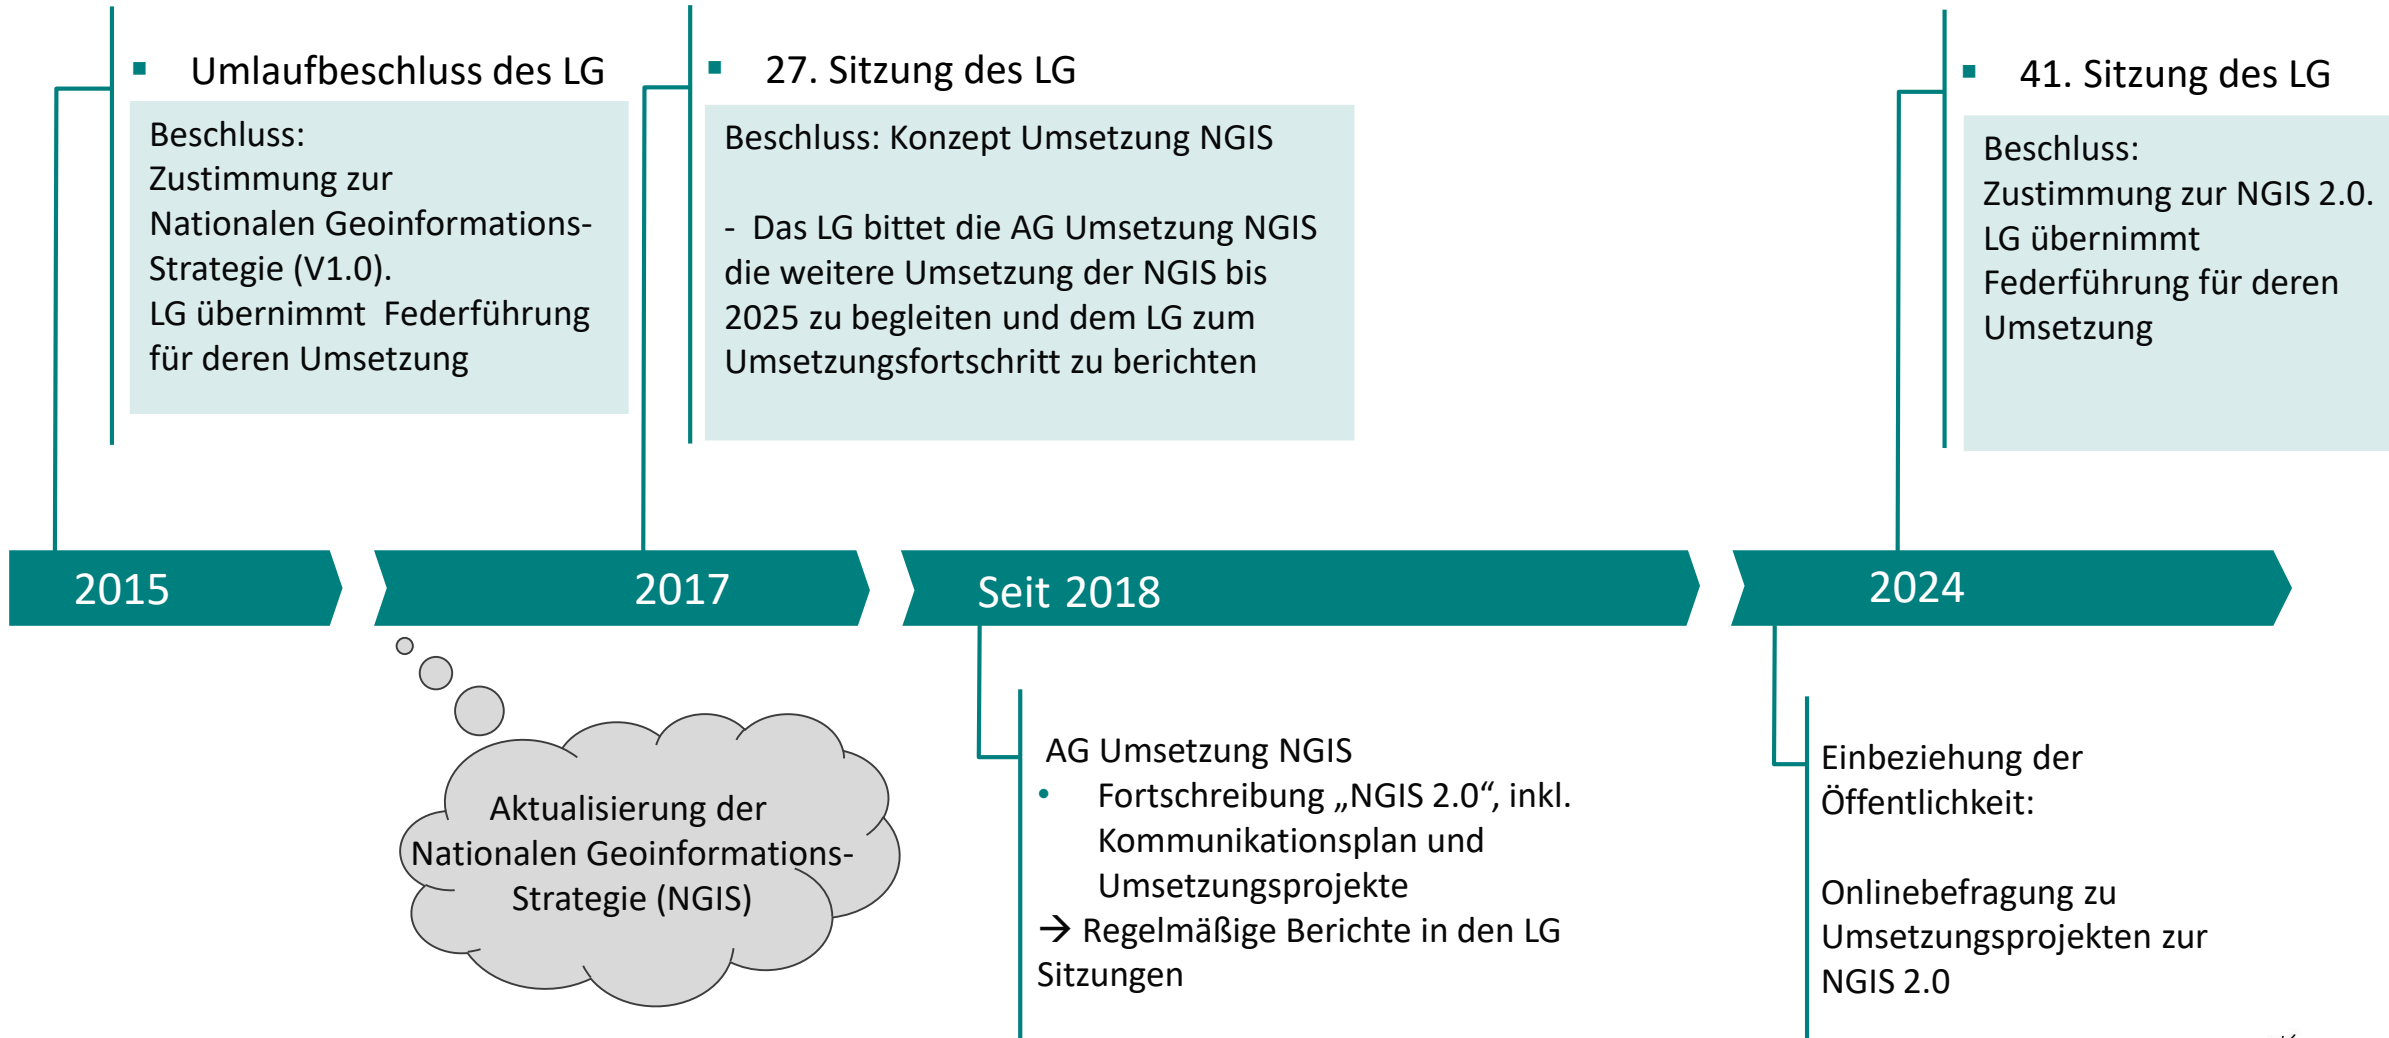 Umlaufbeschluss des LG
Beschluss:
Zustimmung zur
Nationalen Geoinformations-
Strategie (V1.0).
LG übernimmt  Federführung
für deren Umsetzung
27. Sitzung des LG
Beschluss: Konzept Umsetzung NGIS
-  Das LG bittet die AG Umsetzung NGIS
die weitere Umsetzung der NGIS bis
2025 zu begleiten und dem LG zum
Umsetzungsfortschritt zu berichten
41. Sitzung des LG
Beschluss:
Zustimmung zur NGIS 2.0.
LG übernimmt
Federführung für deren
Umsetzung
2015
2017
Seit 2018
2024
Aktualisierung der
Nationalen Geoinformations-
Strategie (NGIS)
AG Umsetzung NGIS
• Fortschreibung „NGIS 2.0“, inkl.
Kommunikationsplan und
Umsetzungsprojekte
→ Regelmäßige Berichte in den LG
Sitzungen
Einbeziehung der
Öffentlichkeit:
Onlinebefragung zu
Umsetzungsprojekten zur
NGIS 2.0